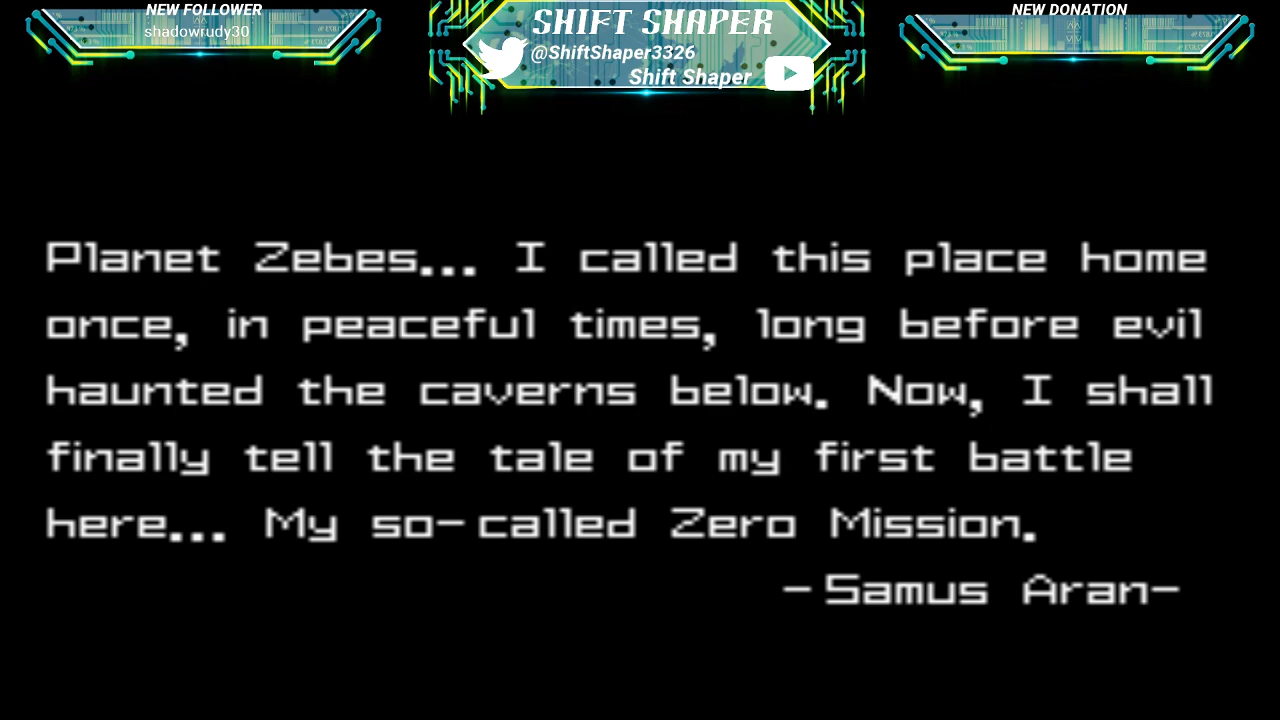 NEW FOLLOWER
shadowrudy30
SHIFT SHAPER
@ShiftShaper3326
Shift Shaper
NEW DONATION
Planet Zebes... I called this place home
once, in peaceful times, long before evil
haunted the caverns below. Now, I shall
finally tell the tale of my first battle
here... My so-called Zero Mission.
-Samus Aran-